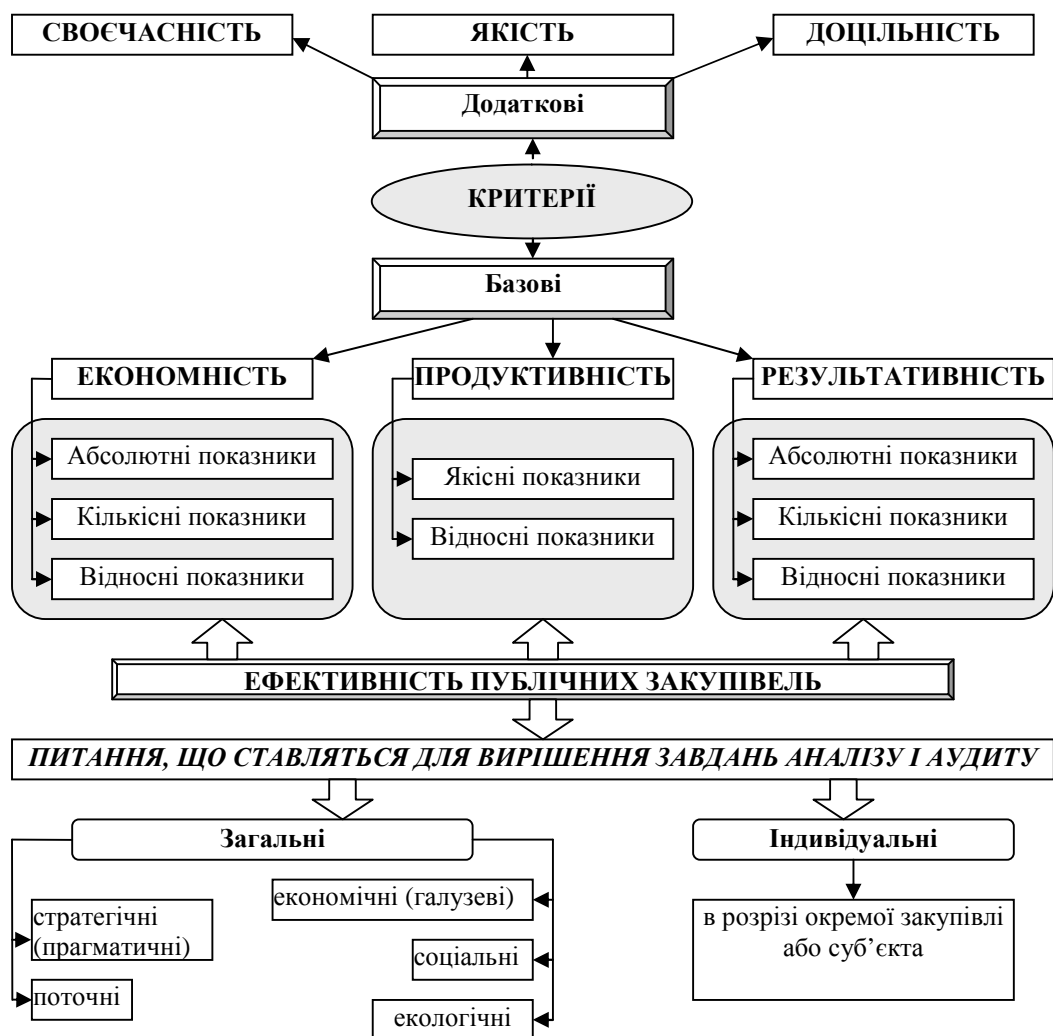 СВОЄЧАСНІСТЬ
ЯКІСТЬ
ДОЦІЛЬНІСТЬ
Додаткові
КРИТЕРІЇ
Базові
ЕКОНОМНІСТЬ
ПРОДУКТИВНІСТЬ
РЕЗУЛЬТАТИВНІСТЬ
Абсолютні показники
Кількісні показники
Відносні показники
Якісні показники
Відносні показники
Абсолютні показники
Кількісні показники
Відносні показники
ЕФЕКТИВНІСТЬ ПУБЛІЧНИХ ЗАКУПІВЕЛЬ
ПИТАННЯ, ЩО СТАВЛЯТЬСЯ ДЛЯ ВИРІШЕННЯ ЗАВДАНЬ АНАЛІЗУ І АУДИТУ
Загальні
стратегічні
(прагматичні)
поточні
економічні (галузеві)
соціальні
екологічні
Індивідуальні
в розрізі окремої закупівлі
або суб’єкта